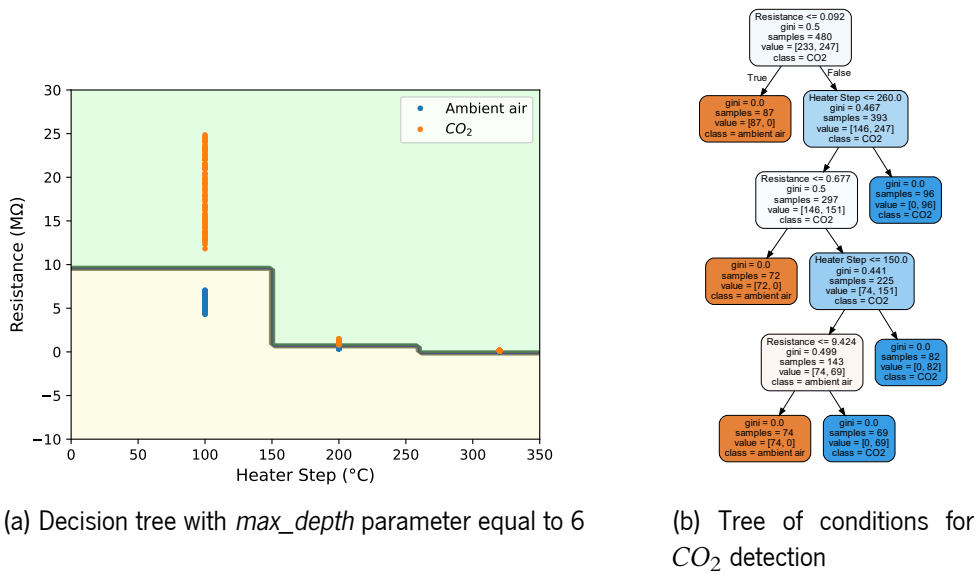 30
25
20
15
10
5
0
−5
−10
Resistance (MΩ)
0
50
100
150
200
250
300
350
Heater Step (°C)
Ambient air
CO₂
(a) Decision tree with max_depth parameter equal to 6
Resistance <= 0.092
gini = 0.5
samples = 480
value = [233, 247]
class = CO2
True
False
gini = 0.0
samples = 87
value = [87, 0]
class = ambient air
Heater Step <= 260.0
gini = 0.467
samples = 393
value = [146, 247]
class = CO2
Resistance <= 0.677
gini = 0.5
samples = 297
value = [146, 151]
class = CO2
gini = 0.0
samples = 96
value = [0, 96]
class = CO2
gini = 0.0
samples = 72
value = [72, 0]
class = ambient air
Heater Step <= 150.0
gini = 0.441
samples = 225
value = [74, 151]
class = CO2
Resistance <= 9.424
gini = 0.499
samples = 143
value = [74, 69]
class = ambient air
gini = 0.0
samples = 82
value = [0, 82]
class = CO2
gini = 0.0
samples = 74
value = [74, 0]
class = ambient air
gini = 0.0
samples = 69
value = [0, 69]
class = CO2
(b) Tree of conditions for
CO₂ detection